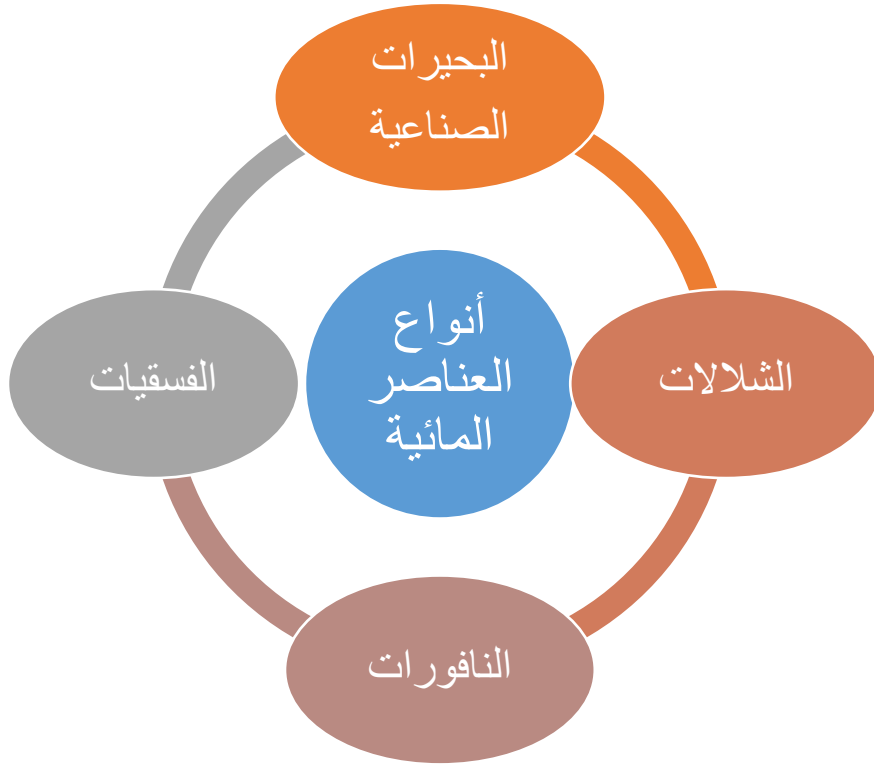 البحيرات
الصناعية
أنواع
العناصر
المائية
الشلالات
الفسقيات
النافورات